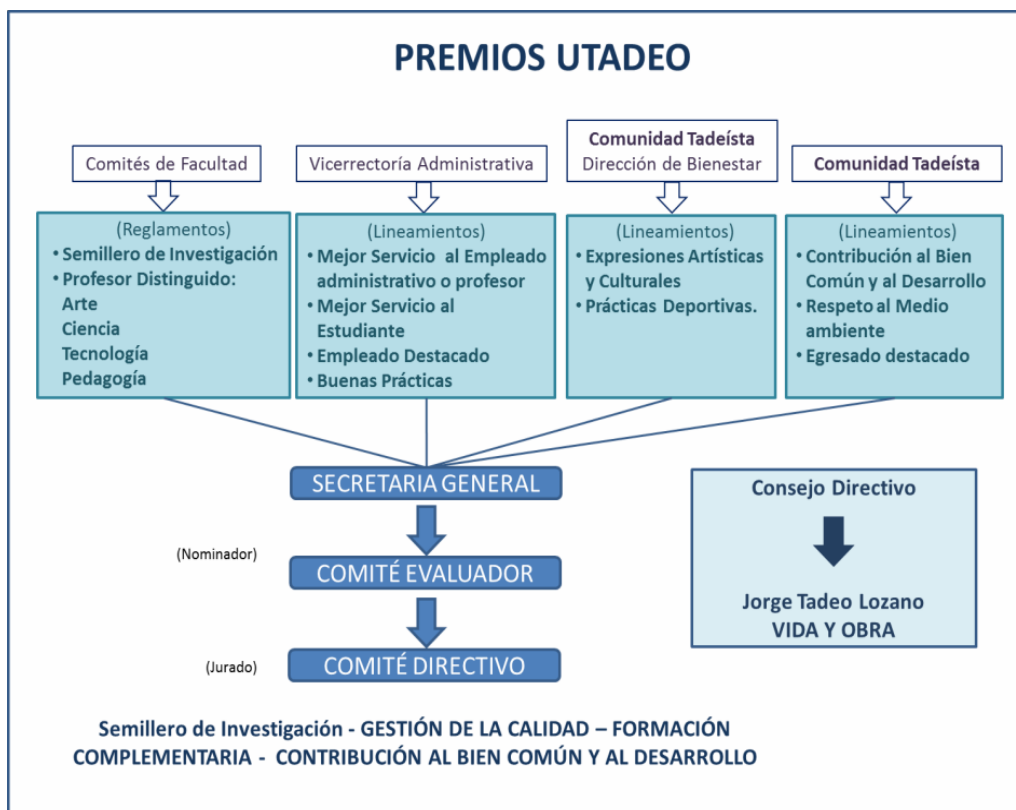 PREMIOS UTADEO
Comités de Facultad
Vicerrectoría Administrativa
Comunidad Tadeísta
Dirección de Bienestar
Comunidad Tadeísta
(Reglamentos)
• Semillero de Investigación
• Profesor Distinguido:
Arte
Ciencia
Tecnología
Pedagogía
(Lineamientos)
• Mejor Servicio al Empleado
administrativo o profesor
• Mejor Servicio al
Estudiante
• Empleado Destacado
• Buenas Prácticas
(Lineamientos)
• Expresiones Artísticas
y Culturales
• Prácticas Deportivas.
(Lineamientos)
• Contribución al Bien
Común y al Desarrollo
• Respeto al Medio
ambiente
• Egresado destacado
SECRETARIA GENERAL
(Nominador)
COMITÉ EVALUADOR
(Jurado)
COMITÉ DIRECTIVO
Consejo Directivo
Jorge Tadeo Lozano
VIDA Y OBRA
Semillero de Investigación - GESTIÓN DE LA CALIDAD – FORMACIÓN
COMPLEMENTARIA - CONTRIBUCIÓN AL BIEN COMÚN Y AL DESARROLLO